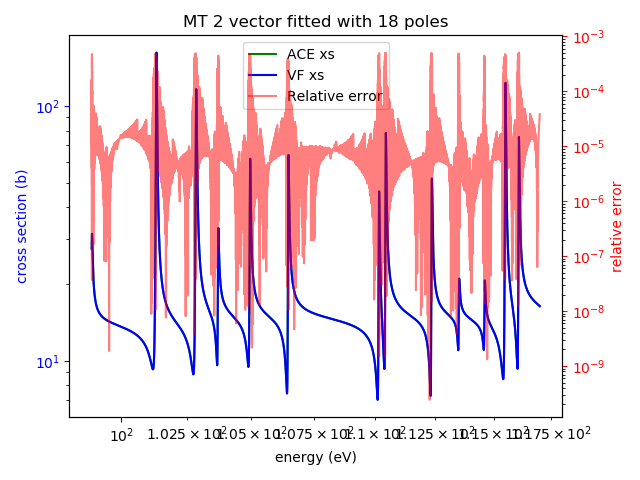 MT 2 vector fitted with 18 poles
ACE xs
VF xs
Relative error
cross section (b)
10²
10¹
relative error
10⁻³
10⁻⁴
10⁻⁵
10⁻⁶
10⁻⁷
10⁻⁸
10⁻⁹
10² 1.025 × 10² 1.05 × 10² 1.075 × 10² 1.1 × 10² 1.125 × 10² 1.15 × 10² 1.175 × 10²
energy (eV)